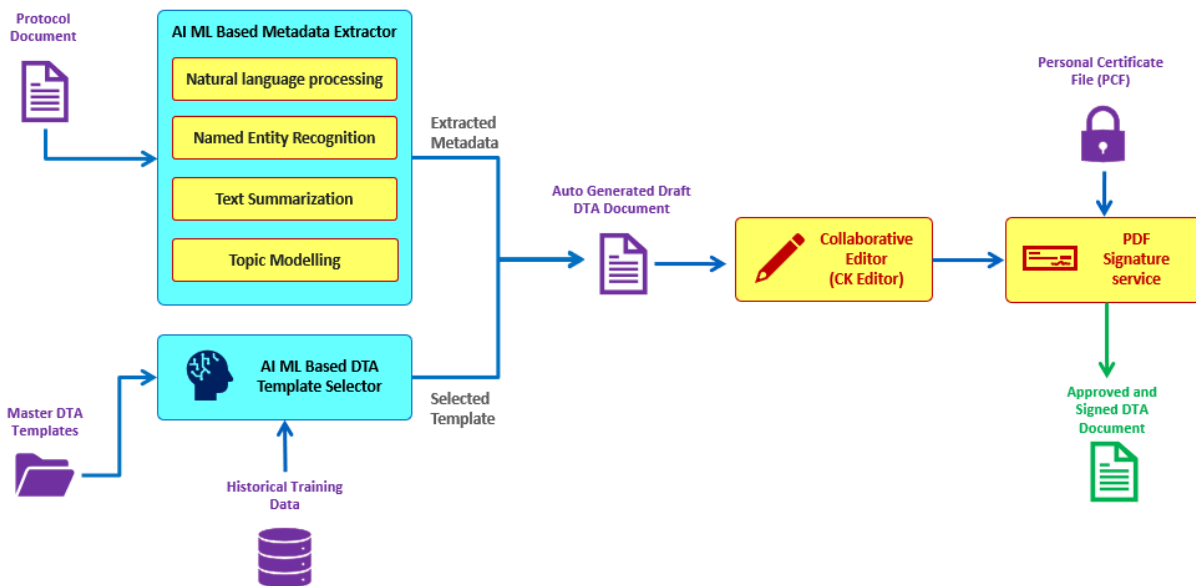 Protocol
Document
AI ML Based Metadata Extractor
Natural language processing
Named Entity Recognition
Text Summarization
Topic Modelling
Extracted
Metadata
AI ML Based DTA
Template Selector
Selected
Template
Master DTA
Templates
Historical Training
Data
Auto Generated Draft
DTA Document
Collaborative
Editor
(CK Editor)
Personal Certificate
File (PCF)
PDF
Signature
service
Approved and
Signed DTA
Document